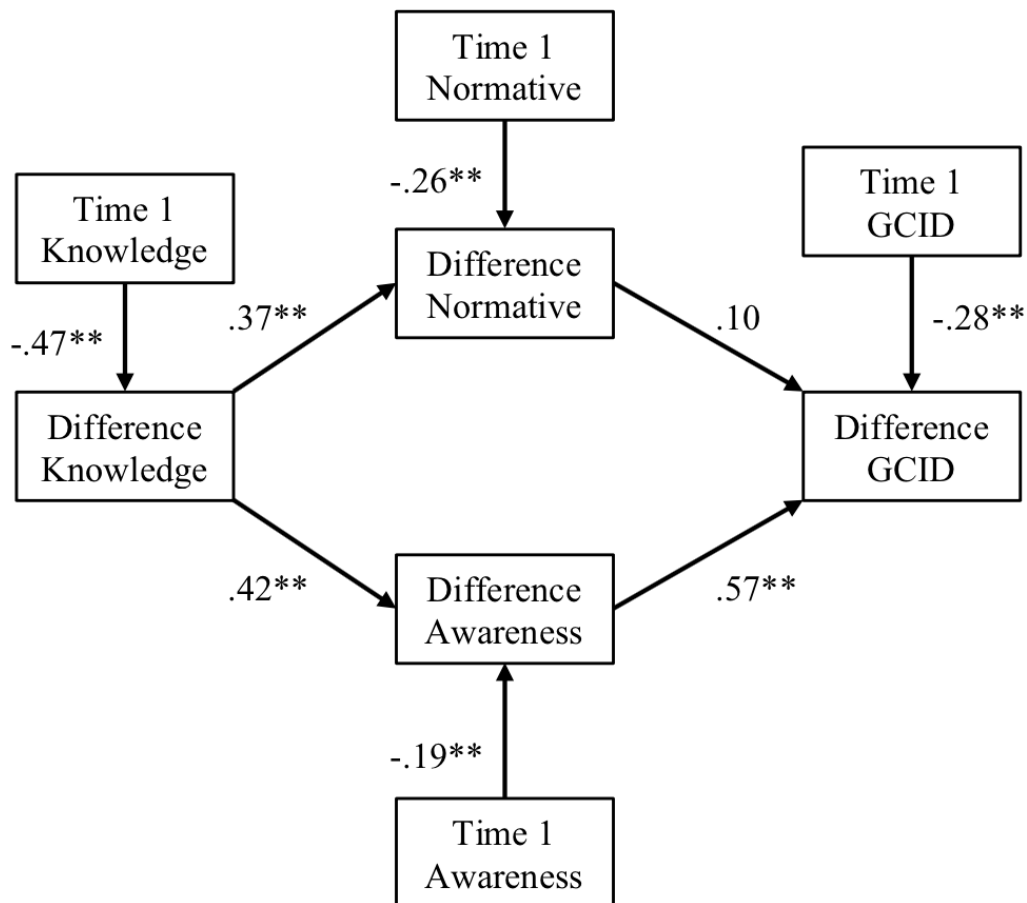 Time 1
Normative
-.26**
Time 1
Knowledge
Time 1
GCID
Difference
Normative
-.47**
.37**
.10
-.28**
Difference
Knowledge
Difference
GCID
.42**
Difference
Awareness
.57**
-.19**
Time 1
Awareness